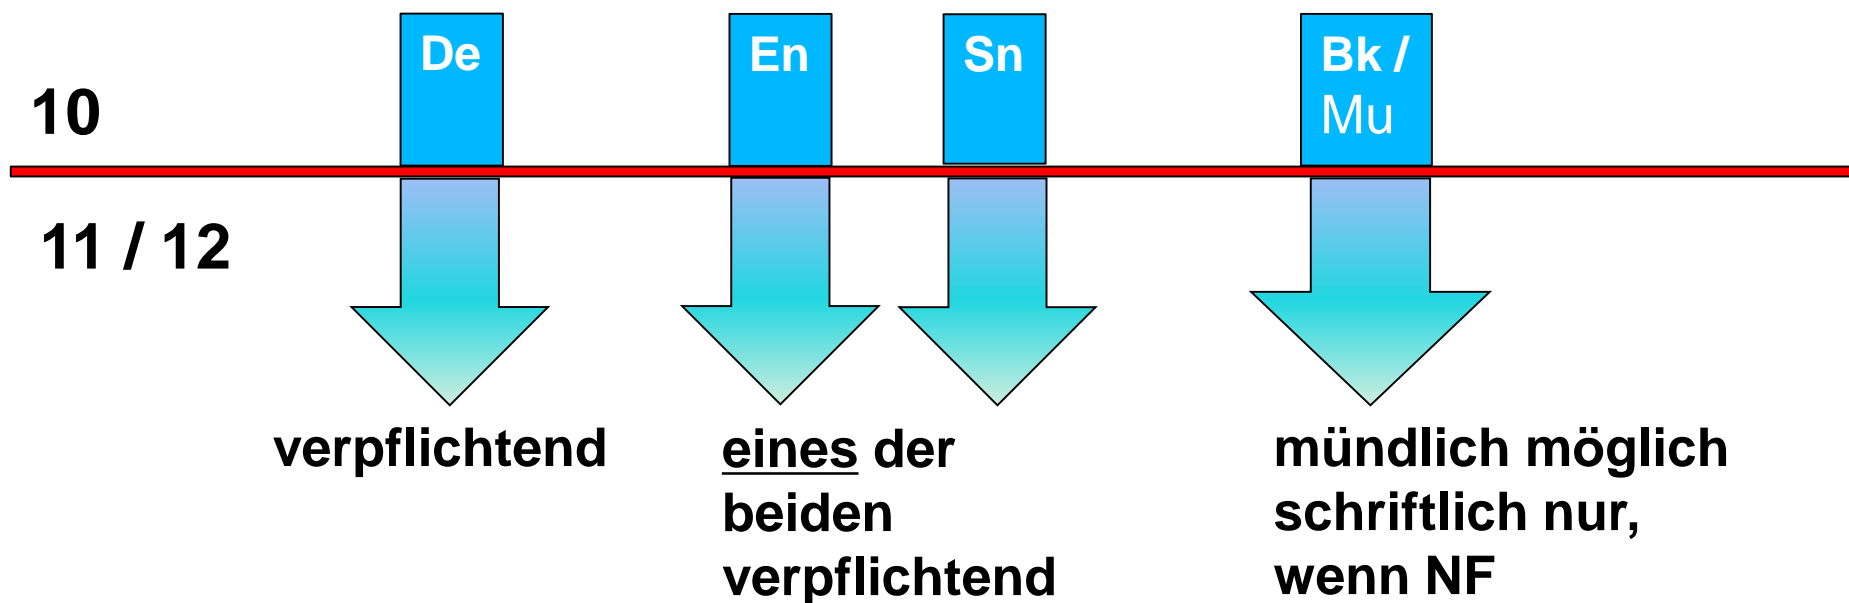 De
En
Sn
Bk /
Mu
10
11 / 12
verpflichtend
eines der
beiden
verpflichtend
mündlich möglich
schriftlich nur,
wenn NF